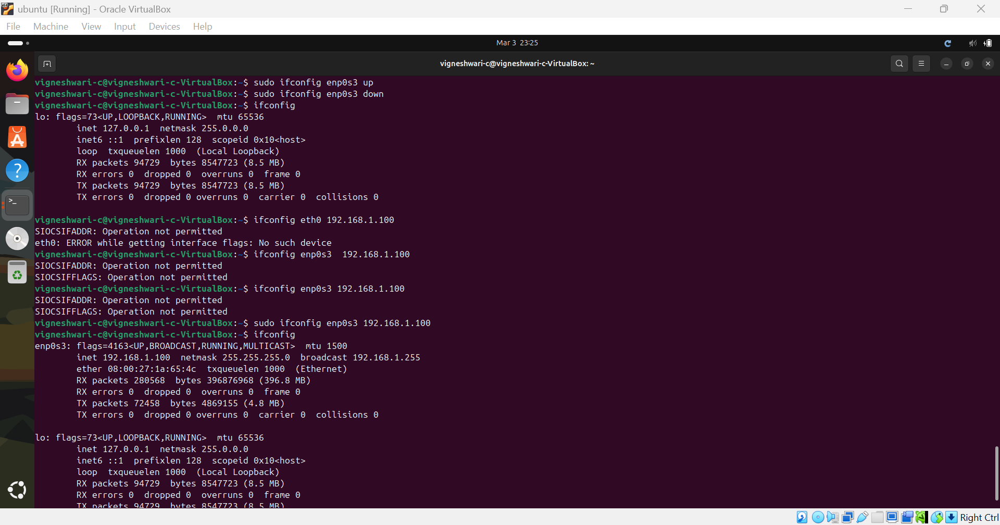 ubuntu [Running] - Oracle VirtualBox
File Machine View Input Devices Help
Mar 3 23:25
vigneshwari-c@vigneshwari-c-VirtualBox: ~
vigneshwari-c@vigneshwari-c-VirtualBox:~$ sudo ifconfig enp0s3 up
vigneshwari-c@vigneshwari-c-VirtualBox:~$ sudo ifconfig enp0s3 down
vigneshwari-c@vigneshwari-c-VirtualBox:~$ ifconfig
lo: flags=73<UP,LOOPBACK,RUNNING>  mtu 65536
        inet 127.0.0.1  netmask 255.0.0.0
        inet6 ::1  prefixlen 128  scopeid 0x10<host>
        loop  txqueuelen 1000  (Local Loopback)
        RX packets 94729  bytes 8547723 (8.5 MB)
        RX errors 0  dropped 0  overruns 0  frame 0
        TX packets 94729  bytes 8547723 (8.5 MB)
        TX errors 0  dropped 0 overruns 0  carrier 0  collisions 0
vigneshwari-c@vigneshwari-c-VirtualBox:~$ ifconfig eth0 192.168.1.100
SIOCSIFADDR: Operation not permitted
eth0: ERROR while getting interface flags: No such device
vigneshwari-c@vigneshwari-c-VirtualBox:~$ ifconfig enp0s3  192.168.1.100
SIOCSIFADDR: Operation not permitted
SIOCSIFFLAGS: Operation not permitted
vigneshwari-c@vigneshwari-c-VirtualBox:~$ ifconfig enp0s3 192.168.1.100
SIOCSIFADDR: Operation not permitted
SIOCSIFFLAGS: Operation not permitted
vigneshwari-c@vigneshwari-c-VirtualBox:~$ sudo ifconfig enp0s3 192.168.1.100
vigneshwari-c@vigneshwari-c-VirtualBox:~$ ifconfig
enp0s3: flags=4163<UP,BROADCAST,RUNNING,MULTICAST>  mtu 1500
        inet 192.168.1.100  netmask 255.255.255.0  broadcast 192.168.1.255
        ether 08:00:27:1a:65:4c  txqueuelen 1000  (Ethernet)
        RX packets 280568  bytes 396876968 (396.8 MB)
        RX errors 0  dropped 0  overruns 0  frame 0
        TX packets 72458  bytes 4869155 (4.8 MB)
        TX errors 0  dropped 0 overruns 0  carrier 0  collisions 0
lo: flags=73<UP,LOOPBACK,RUNNING>  mtu 65536
        inet 127.0.0.1  netmask 255.0.0.0
        inet6 ::1  prefixlen 128  scopeid 0x10<host>
        loop  txqueuelen 1000  (Local Loopback)
        RX packets 94729  bytes 8547723 (8.5 MB)
        RX errors 0  dropped 0  overruns 0  frame 0
        TX packets 94729  bytes 8547723 (8.5 MB)
Right Ctrl